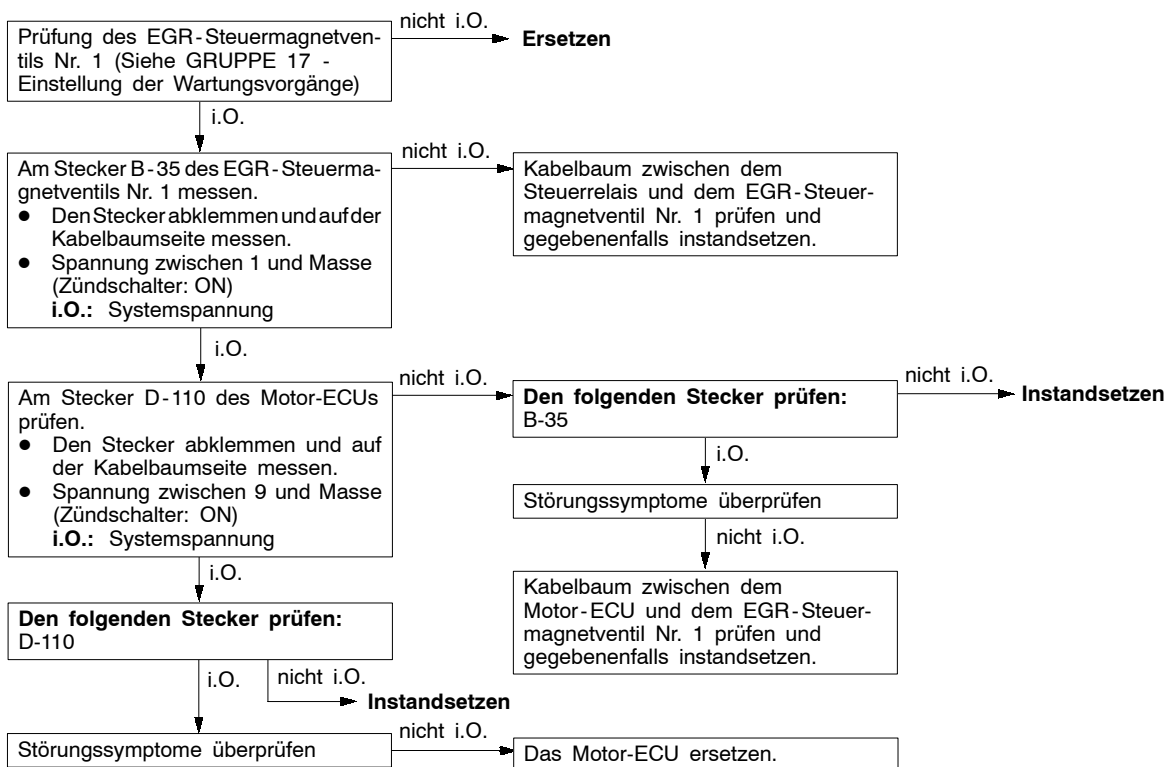 Prüfung des EGR-Steuermagnetven-
tils Nr. 1 (Siehe GRUPPE 17 -
Einstellung der Wartungsvorgänge)
nicht i.O.
Ersetzen
i.O.
Am Stecker B-35 des EGR-Steuerma-
gnetventils Nr. 1 messen.
● Den Stecker abklemmen und auf der
Kabelbaumseite messen.
● Spannung zwischen 1 und Masse
(Zündschalter: ON)
i.O.: Systemspannung
nicht i.O.
Kabelbaum zwischen dem
Steuerrelais und dem EGR-Steuer-
magnetventil Nr. 1 prüfen und
gegebenenfalls instandsetzen.
i.O.
Am Stecker D-110 des Motor-ECUs
prüfen.
● Den Stecker abklemmen und auf
der Kabelbaumseite messen.
● Spannung zwischen 9 und Masse
(Zündschalter: ON)
i.O.: Systemspannung
nicht i.O.
Den folgenden Stecker prüfen:
B-35
nicht i.O.
Instandsetzen
i.O.
Störungssymptome überprüfen
nicht i.O.
Kabelbaum zwischen dem
Motor-ECU und dem EGR-Steuer-
magnetventil Nr. 1 prüfen und
gegebenenfalls instandsetzen.
i.O.
Den folgenden Stecker prüfen:
D-110
i.O.
nicht i.O.
Instandsetzen
Störungssymptome überprüfen
nicht i.O.
Das Motor-ECU ersetzen.